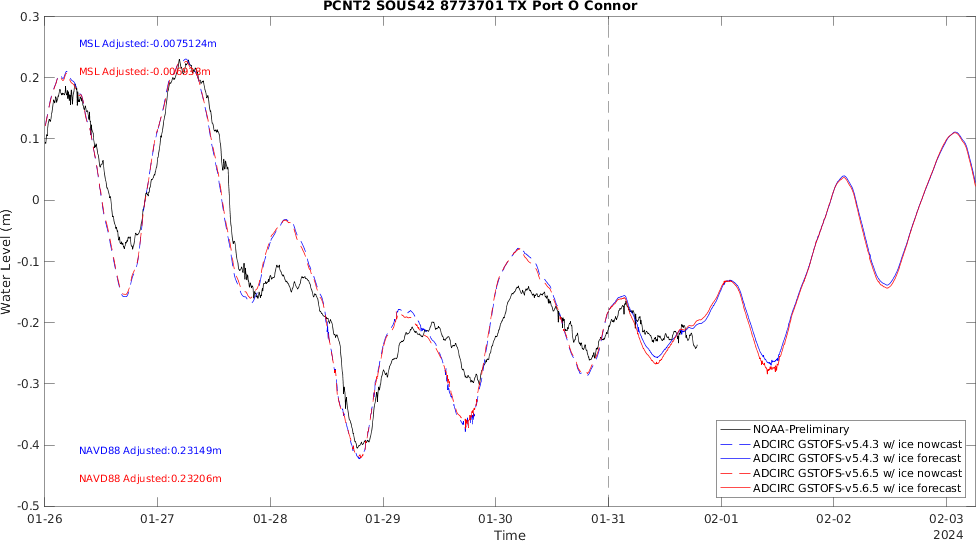 PCNT2 SOUS42 8773701 TX Port O Connor
0.3
0.2
0.1
0
-0.1
-0.2
-0.3
-0.4
-0.5
Water Level (m)
MSL Adjusted:-0.0075124m
MSL Adjusted:
NAVD88 Adjusted:0.23149m
NAVD88 Adjusted:0.23206m
NOAA-Preliminary
ADCIRC GSTOFS-v5.4.3 w/ ice nowcast
ADCIRC GSTOFS-v5.4.3 w/ ice forecast
ADCIRC GSTOFS-v5.6.5 w/ ice nowcast
ADCIRC GSTOFS-v5.6.5 w/ ice forecast
01-26 01-27 01-28 01-29 01-30 01-31 02-01 02-02 02-03
Time
2024